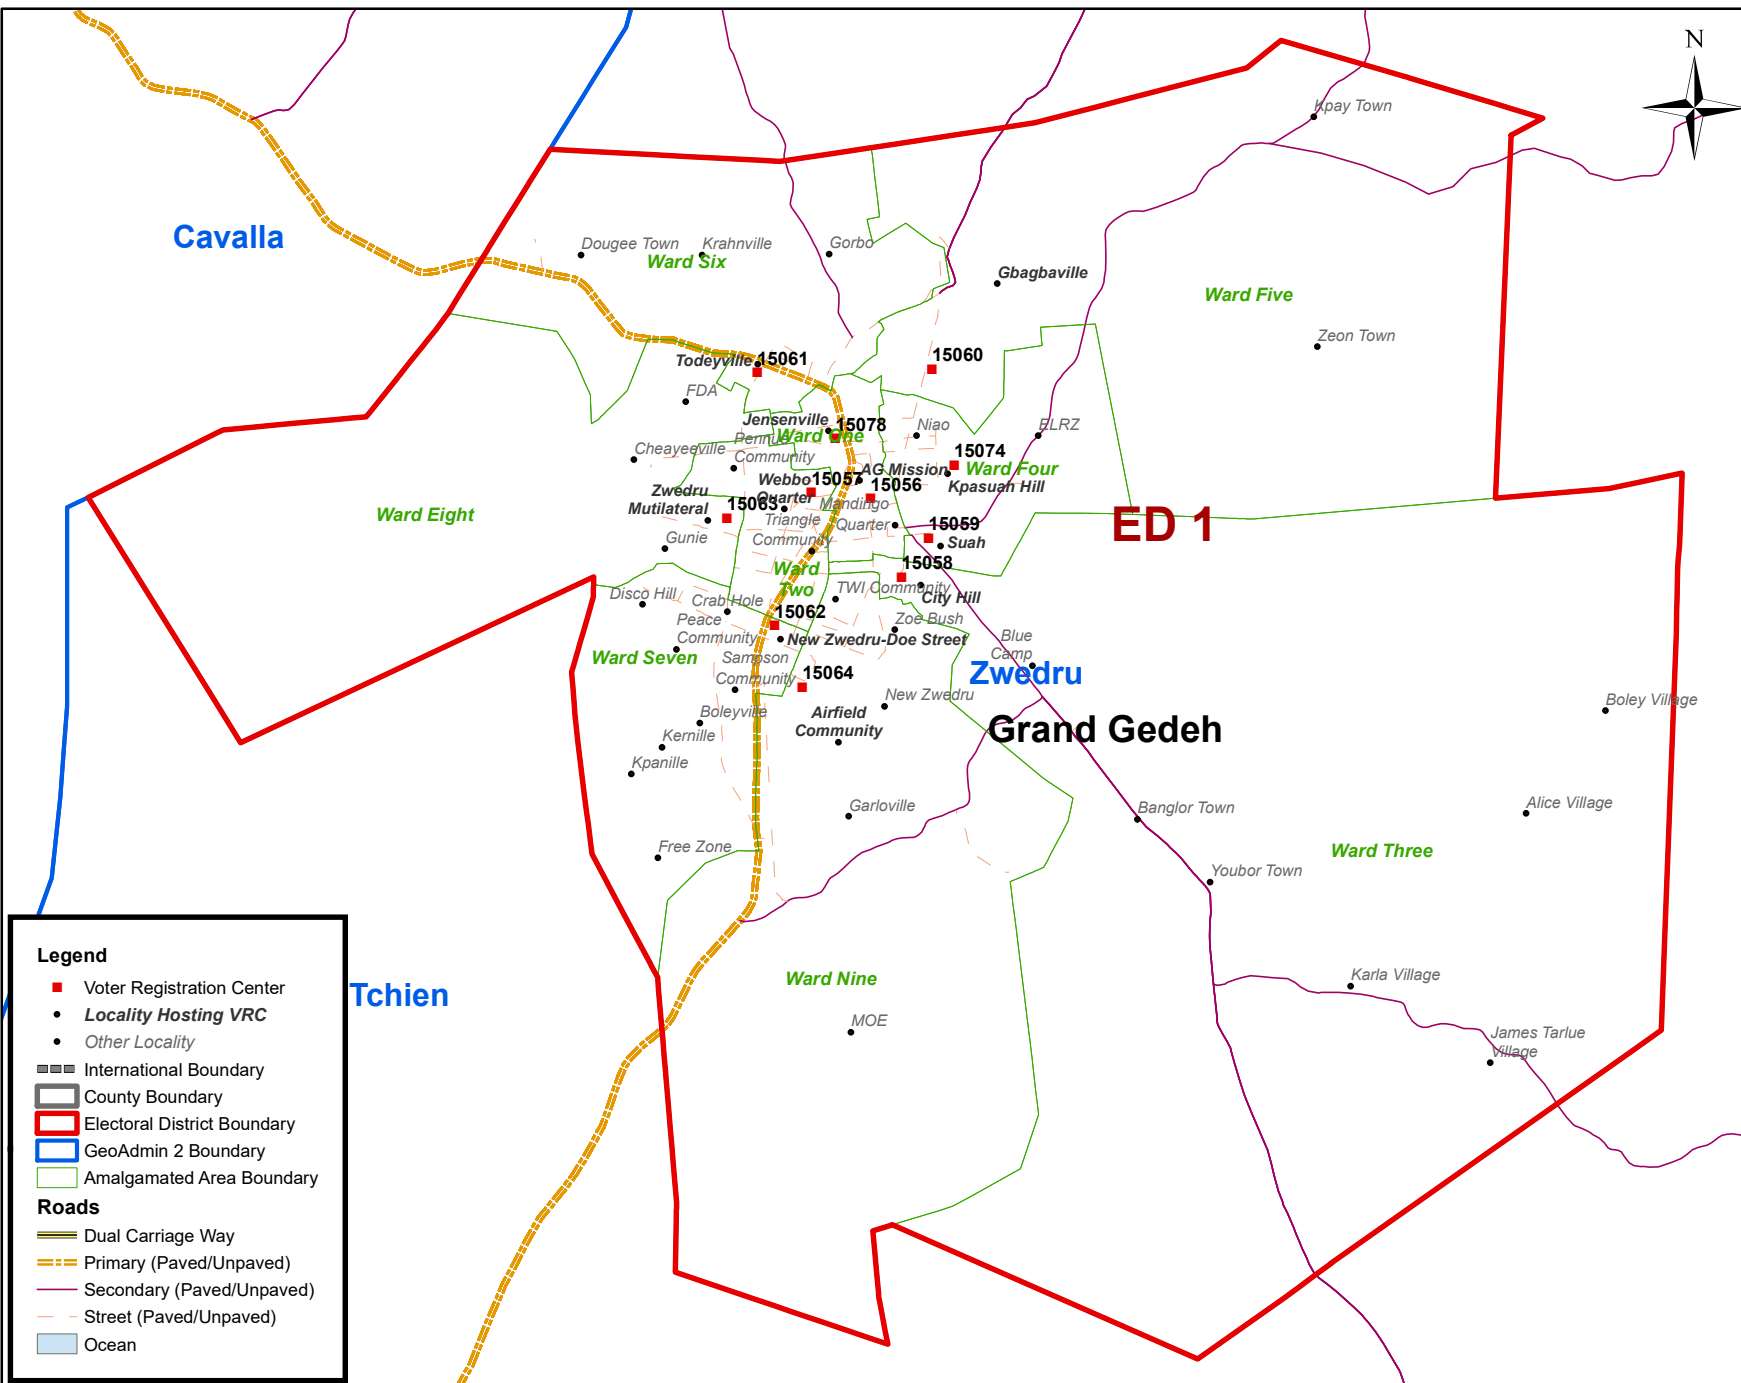 N
Kpay Town
Cavalla
Dougee Town
Krahnville
Gorbo
Ward Six
Gbagbaville
Ward Five
Zeon Town
Todeyville
15061
15060
FDA
Jensenville
15078
Ward One
Niao
ELRZ
Pennue
Community
Cheayeeville
15074
AG Mission
Ward Four
Kpasuah Hill
Webbo
Quarter
15057
15056
Zwedru
Mutilateral
15063
Mandingo
Quarter
Triangle
Community
Ward Eight
ED 1
15059
Suah
Gunie
15058
City Hill
Ward
Two
TWI Community
Disco Hill
Crab Hole
15062
Zoe Bush
Peace
Community
New Zwedru-Doe Street
Blue
Camp
Ward Seven
Sampson
Community
15064
Zwedru
New Zwedru
Boley Village
Boleyville
Airfield
Community
Grand Gedeh
Kernille
Kpanille
Garloville
Banglor Town
Alice Village
Free Zone
Ward Three
Youbor Town
Ward Nine
Karla Village
Tchien
MOE
James Tarlue
Village
Legend
Voter Registration Center
Locality Hosting VRC
Other Locality
International Boundary
County Boundary
Electoral District Boundary
GeoAdmin 2 Boundary
Amalgamated Area Boundary
Roads
Dual Carriage Way
Primary (Paved/Unpaved)
Secondary (Paved/Unpaved)
Street (Paved/Unpaved)
Ocean